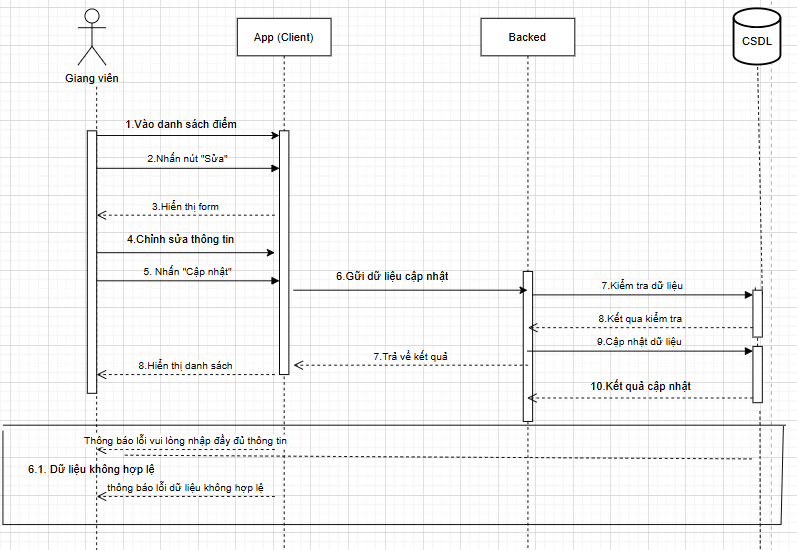 App (Client)
Backed
CSDL
Giang viên
1.Vào danh sách điểm
2.Nhấn nút "Sửa"
3.Hiển thị form
4.Chỉnh sửa thông tin
5. Nhấn "Cập nhật"
6.Gữi dữ liệu cập nhật
7.Kiểm tra dữ liệu
8.Kết qua kiểm tra
9.Cập nhật dữ liệu
7.Trả về kết quả
8.Hiển thị danh sách
10.Kết quả cập nhật
Thông báo lỗi vui lòng nhập đầy đủ thông tin
6.1. Dữ liệu không hợp lệ
thông báo lỗi dữ liệu không hợp lệ